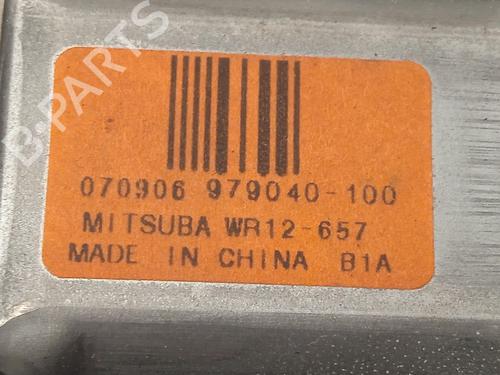 B-PARTS
070906 979040-100
MITSUBA WR12-657
MADE IN CHINA B1A